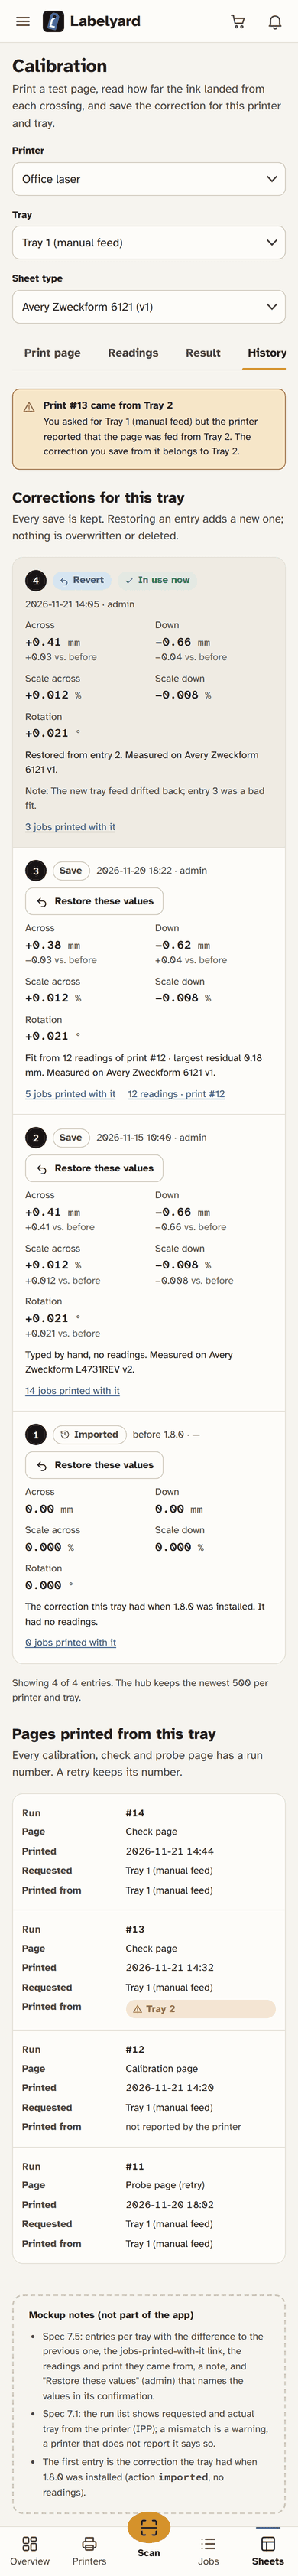 Labelyard
Calibration
Print a test page, read how far the ink landed from
each crossing, and save the correction for this printer
and tray.
Printer
Office laser
Tray
Tray 1 (manual feed)
Sheet type
Avery Zweckform 6121 (v1)
Print page Readings Result History
Print #13 came from Tray 2
You asked for Tray 1 (manual feed) but the printer
reported that the page was fed from Tray 2. The
correction you save from it belongs to Tray 2.
Corrections for this tray
Every save is kept. Restoring an entry adds a new one;
nothing is overwritten or deleted.
4 Revert In use now
2026-11-21 14:05 · admin
Across Down
+0.41 mm −0.66 mm
+0.03 vs. before −0.04 vs. before
Scale across Scale down
+0.012 % −0.008 %
Rotation
+0.021 °
Restored from entry 2. Measured on Avery Zweckform
6121 v1.
Note: The new tray feed drifted back; entry 3 was a bad
fit.
3 jobs printed with it
3 Save 2026-11-20 18:22 · admin
Restore these values
Across Down
+0.38 mm −0.62 mm
−0.03 vs. before +0.04 vs. before
Scale across Scale down
+0.012 % −0.008 %
Rotation
+0.021 °
Fit from 12 readings of print #12 · largest residual 0.18
mm. Measured on Avery Zweckform 6121 v1.
5 jobs printed with it 12 readings · print #12
2 Save 2026-11-15 10:40 · admin
Restore these values
Across Down
+0.41 mm −0.66 mm
+0.41 vs. before −0.66 vs. before
Scale across Scale down
+0.012 % −0.008 %
+0.012 vs. before −0.008 vs. before
Rotation
+0.021 °
+0.021 vs. before
Typed by hand, no readings. Measured on Avery
Zweckform L4731REV v2.
14 jobs printed with it
1 Imported before 1.8.0 · —
Restore these values
Across Down
0.00 mm 0.00 mm
Scale across Scale down
0.000 % 0.000 %
Rotation
0.000 °
The correction this tray had when 1.8.0 was installed. It
had no readings.
0 jobs printed with it
Showing 4 of 4 entries. The hub keeps the newest 500 per
printer and tray.
Pages printed from this tray
Every calibration, check and probe page has a run
number. A retry keeps its number.
Run #14
Page Check page
Printed 2026-11-21 14:44
Requested Tray 1 (manual feed)
Printed from Tray 1 (manual feed)
Run #13
Page Check page
Printed 2026-11-21 14:32
Requested Tray 1 (manual feed)
Printed from Tray 2
Run #12
Page Calibration page
Printed 2026-11-21 14:20
Requested Tray 1 (manual feed)
Printed from not reported by the printer
Run #11
Page Probe page (retry)
Printed 2026-11-20 18:02
Requested Tray 1 (manual feed)
Printed from Tray 1 (manual feed)
Mockup notes (not part of the app)
• Spec 7.5: entries per tray with the difference to the
previous one, the jobs-printed-with-it link, the
readings and print they came from, a note, and
"Restore these values" (admin) that names the
values in its confirmation.
• Spec 7.1: the run list shows requested and actual
tray from the printer (IPP); a mismatch is a warning,
a printer that does not report it says so.
• The first entry is the correction the tray had when
1.8.0 was installed (action imported, no
readings).
Overview Printers Scan Jobs Sheets